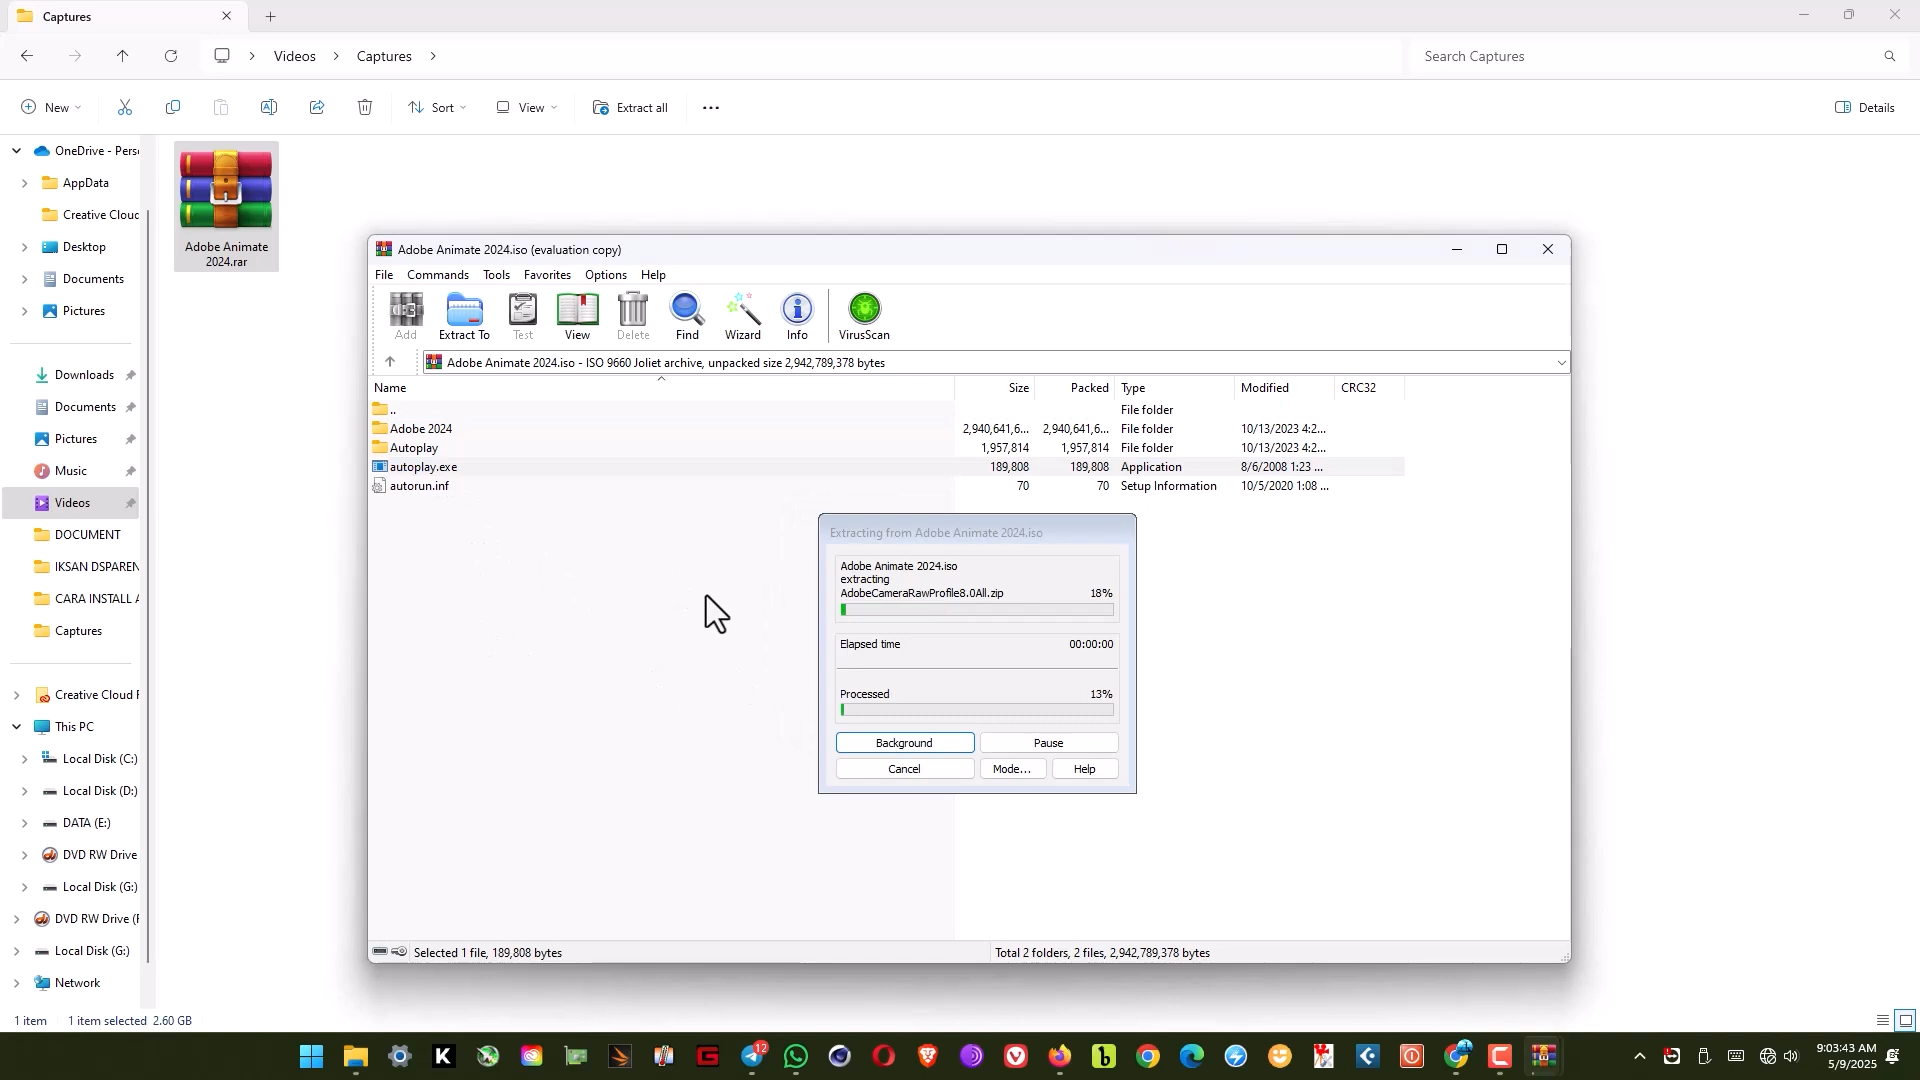 Captures
Videos
Captures
Search Captures
New
Sort
View
Extract all
Details
OneDrive - Pers
AppData
Creative Cloud
Desktop
Documents
Pictures
Downloads
Documents
Pictures
Music
Videos
DOCUMENT
IKSAN DSPAREN
CARA INSTALL A
Captures
Creative Cloud F
This PC
Local Disk (C:)
Local Disk (D:)
DATA (E:)
DVD RW Drive
Local Disk (G:)
DVD RW Drive (F
Local Disk (G:)
Network
1 item 1 item selected 2.60 GB
Adobe Animate
2024.rar
Adobe Animate 2024.iso (evaluation copy)
File Commands Tools Favorites Options Help
Add Extract To Test View Delete Find Wizard Info VirusScan
Adobe Animate 2024.iso - ISO 9660 Joliet archive, unpacked size 2,942,789,378 bytes
Name Size Packed Type Modified CRC32
.. File folder
Adobe 2024 2,940,641,6... 2,940,641,6... File folder 10/13/2023 4:2...
Autoplay 1,957,814 1,957,814 File folder 10/13/2023 4:2...
autoplay.exe 189,808 189,808 Application 8/6/2008 1:23 ...
autorun.inf 70 70 Setup Information 10/5/2020 1:08 ...
Extracting from Adobe Animate 2024.iso
Adobe Animate 2024.iso
extracting
AdobeCameraRawProfile8.0All.zip 18%
Elapsed time 00:00:00
Processed 13%
Background Pause
Cancel Mode... Help
Selected 1 file, 189,808 bytes
Total 2 folders, 2 files, 2,942,789,378 bytes
12
9:03:43 AM
5/9/2025